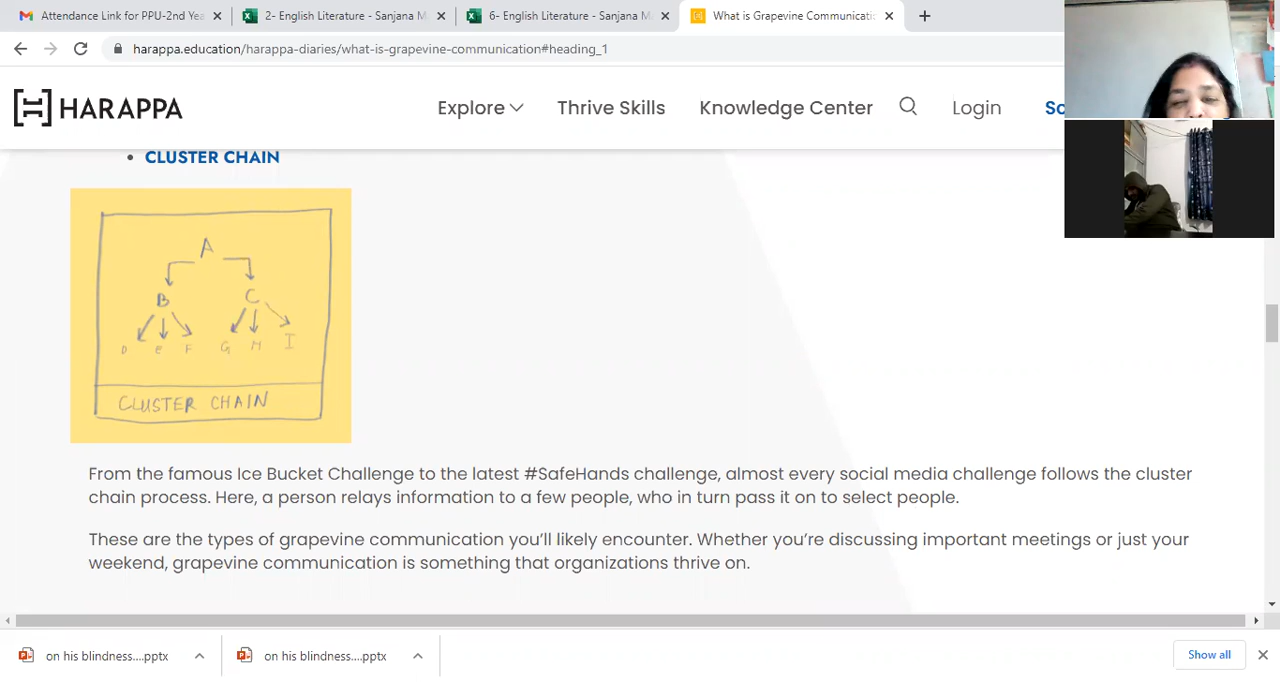 Attendance Link for PPU-2nd Yea
2- English Literature - Sanjana M
6- English Literature - Sanjana M
What is Grapevine Communicati
harappa.education/harappa-diaries/what-is-grapevine-communication#heading_1
HARAPPA
Explore
Thrive Skills
Knowledge Center
Login
CLUSTER CHAIN
A
B C
D E F G H I
CLUSTER CHAIN
From the famous Ice Bucket Challenge to the latest #SafeHands challenge, almost every social media challenge follows the cluster
chain process. Here, a person relays information to a few people, who in turn pass it on to select people.
These are the types of grapevine communication you’ll likely encounter. Whether you’re discussing important meetings or just your
weekend, grapevine communication is something that organizations thrive on.
on his blindness....pptx
on his blindness....pptx
Show all